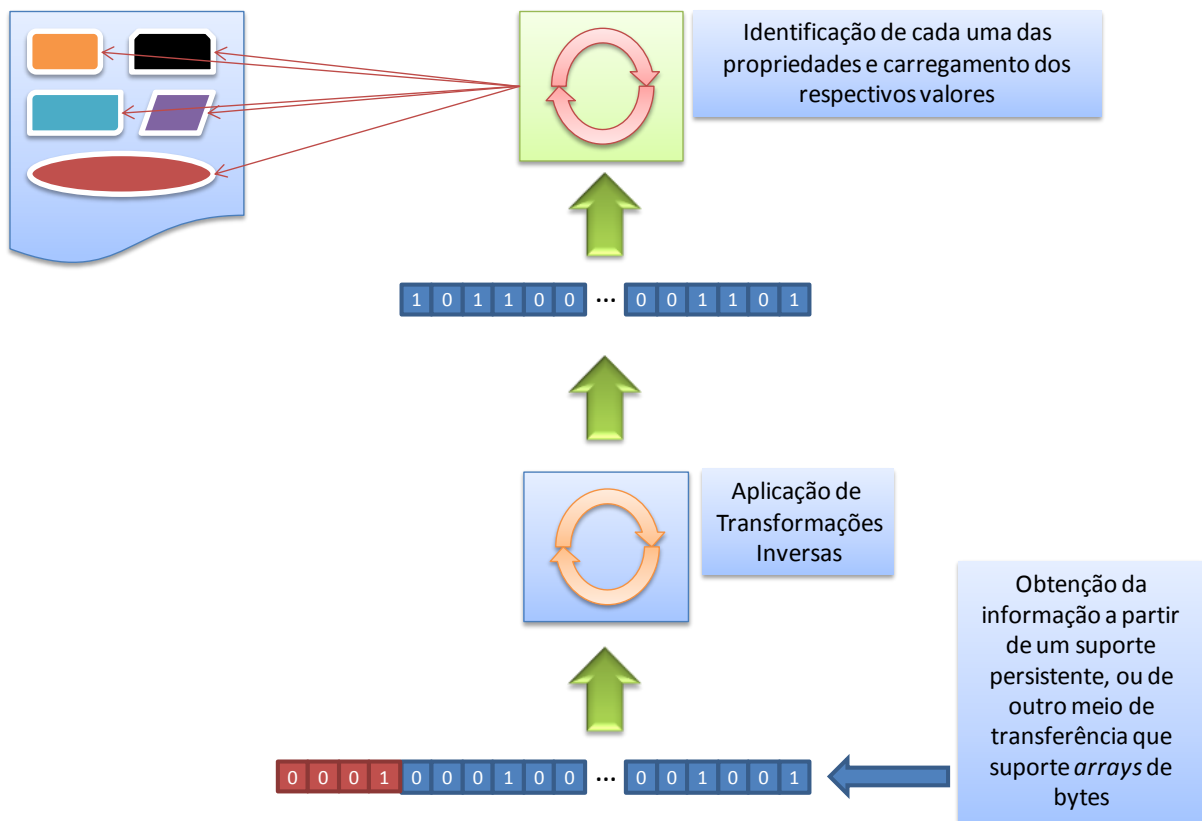 Identificação de cada uma das
propriedades e carregamento dos
respectivos valores
1 0 1 1 0 0 ... 0 0 1 1 0 1
Aplicação de
Transformações
Inversas
Obtenção da
informação a partir
de um suporte
persistente, ou de
outro meio de
transferência que
suporte arrays de
bytes
0 0 0 1 0 0 0 1 0 0 ... 0 0 1 0 0 1